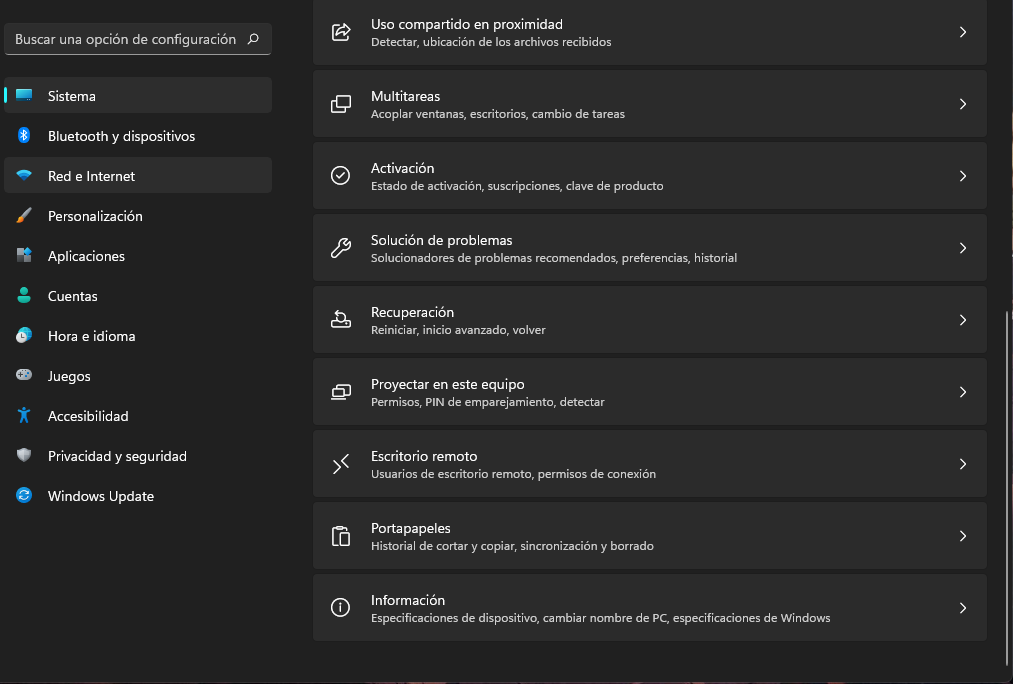 Buscar una opción de configuración
Sistema
Bluetooth y dispositivos
Red e Internet
Personalización
Aplicaciones
Cuentas
Hora e idioma
Juegos
Accesibilidad
Privacidad y seguridad
Windows Update
Uso compartido en proximidad
Detectar, ubicación de los archivos recibidos
Multitareas
Acoplar ventanas, escritorios, cambio de tareas
Activación
Estado de activación, suscripciones, clave de producto
Solución de problemas
Solucionadores de problemas recomendados, preferencias, historial
Recuperación
Reiniciar, inicio avanzado, volver
Proyectar en este equipo
Permisos, PIN de emparejamiento, detectar
Escritorio remoto
Usuarios de escritorio remoto, permisos de conexión
Portapapeles
Historial de cortar y copiar, sincronización y borrado
Información
Especificaciones de dispositivo, cambiar nombre de PC, especificaciones de Windows